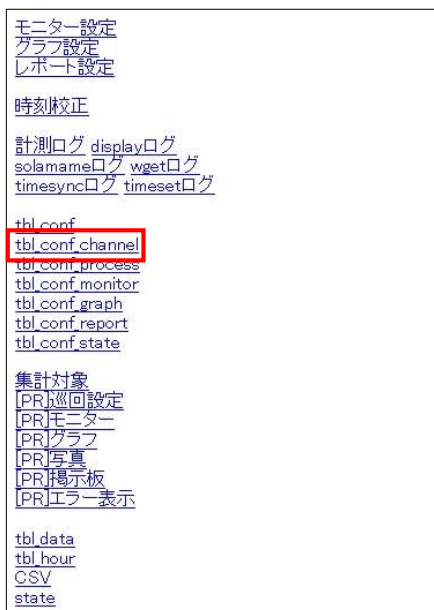 モニター設定
グラフ設定
レポート設定
時刻校正
計測ログ displayログ
solamameログ wgetログ
timesyncログ timesetログ
tbl_conf
tbl_conf_channel
tbl_conf_process
tbl_conf_monitor
tbl_conf_graph
tbl_conf_report
tbl_conf_state
集計対象
[PR]巡回設定
[PR]モニター
[PR]グラフ
[PR]写真
[PR]掲示板
[PR]エラー表示
tbl_data
tbl_hour
CSV
state